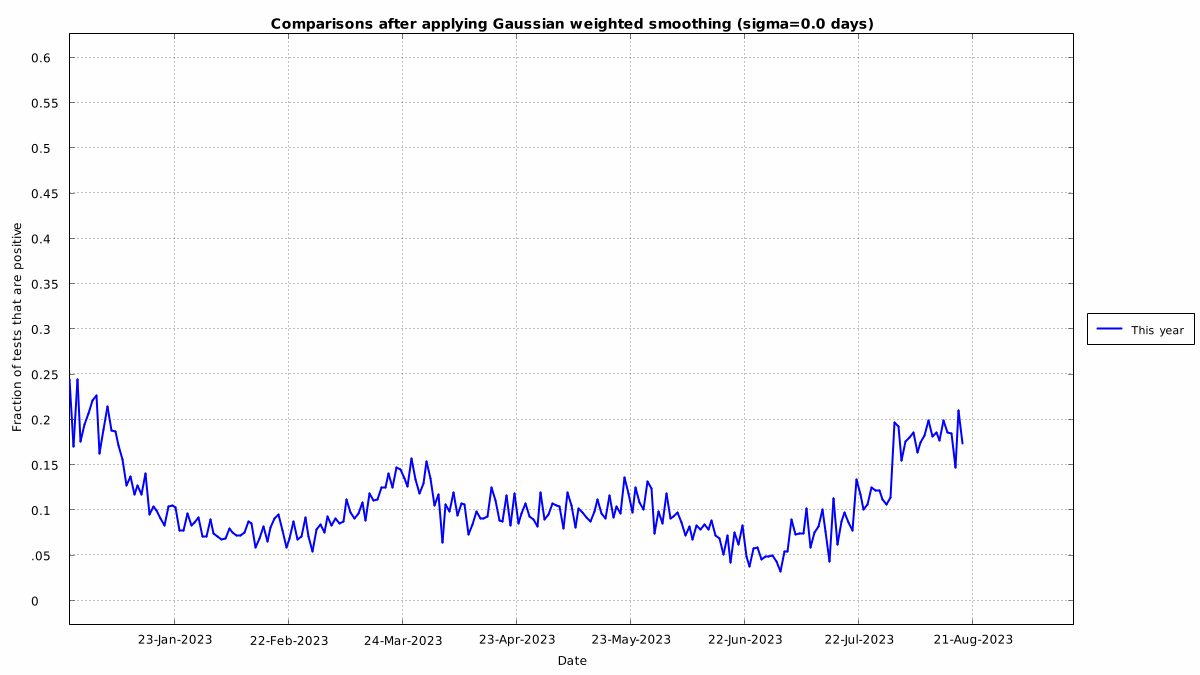 Comparisons after applying Gaussian weighted smoothing (sigma=0.0 days)
0.6
0.55
0.5
0.45
0.4
0.35
0.3
0.25
0.2
0.15
0.1
.05
0
Fraction of tests that are positive
This year
23-Jan-2023 22-Feb-2023 24-Mar-2023 23-Apr-2023 23-May-2023 22-Jun-2023 22-Jul-2023 21-Aug-2023
Date